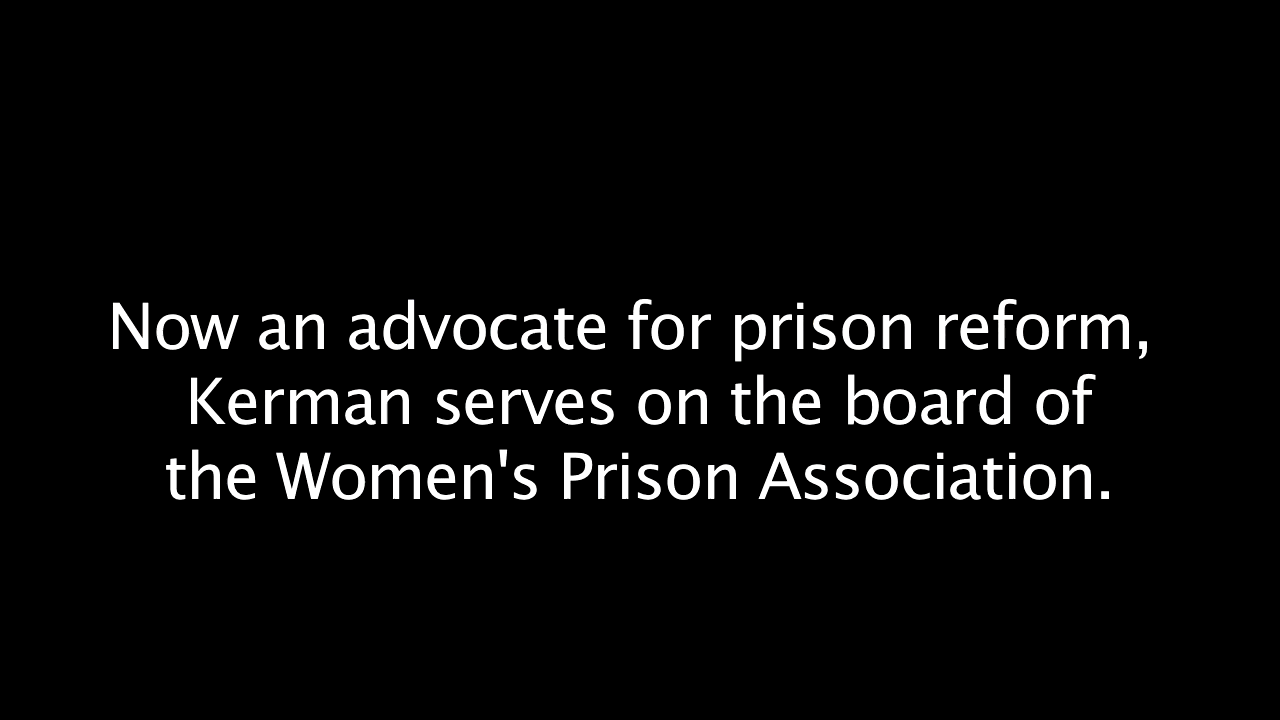 Now an advocate for prison reform,
Kerman serves on the board of
the Women's Prison Association.